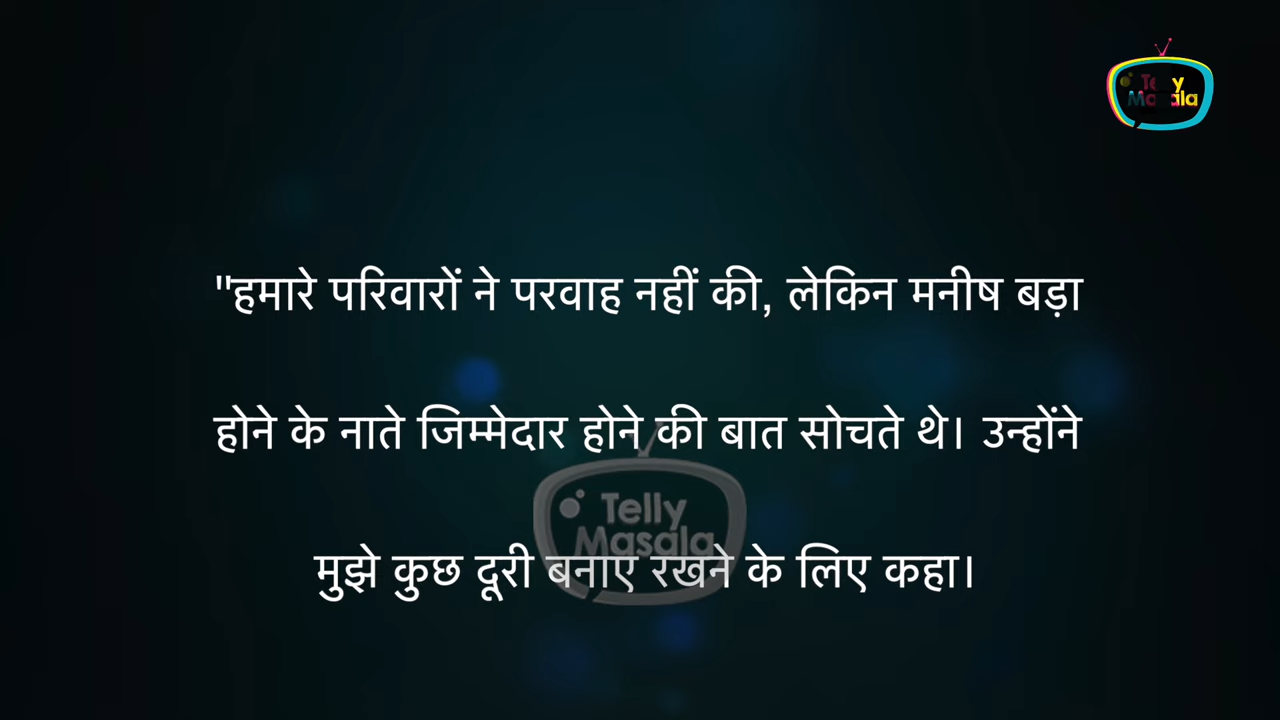 Telly
Masala
"हमारे परिवारों ने परवाह नहीं की, लेकिन मनीष बड़ा
होने के नाते जिम्मेदार होने की बात सोचते थे। उन्होंने
Telly
Masala
मुझे कुछ दूरी बनाए रखने के लिए कहा।